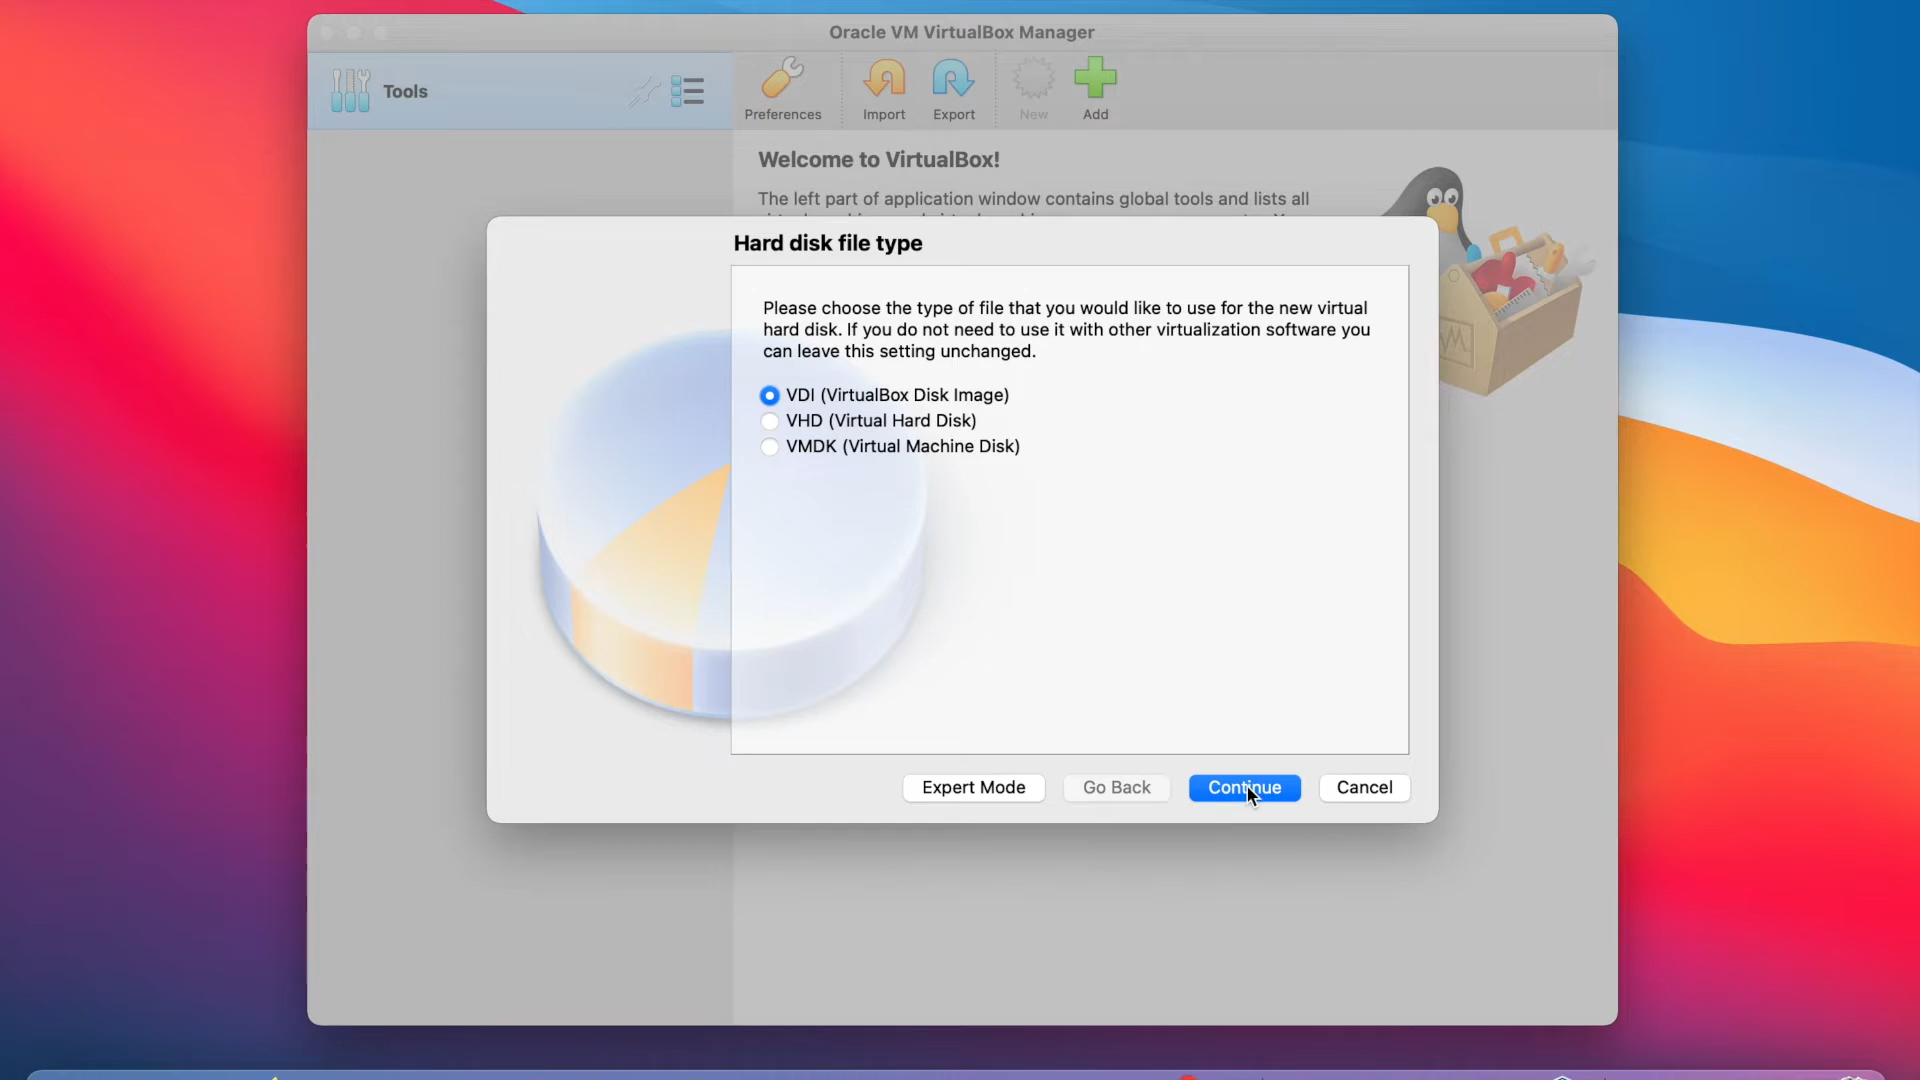 Oracle VM VirtualBox Manager
Tools
Preferences
Import
Export
New
Add
Welcome to VirtualBox!
The left part of application window contains global tools and lists all
Hard disk file type
Please choose the type of file that you would like to use for the new virtual
hard disk. If you do not need to use it with other virtualization software you
can leave this setting unchanged.
VDI (VirtualBox Disk Image)
VHD (Virtual Hard Disk)
VMDK (Virtual Machine Disk)
Expert Mode
Go Back
Continue
Cancel